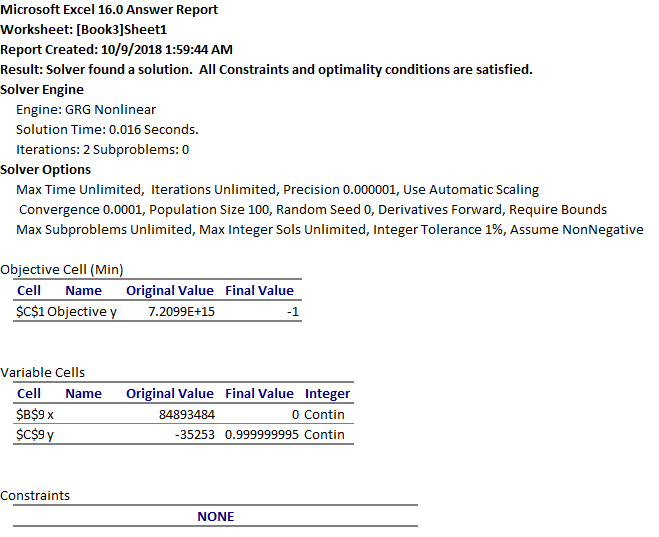 Microsoft Excel 16.0 Answer Report
Worksheet: [Book3]Sheet1
Report Created: 10/9/2018 1:59:44 AM
Result: Solver found a solution.  All Constraints and optimality conditions are satisfied.
Solver Engine
Engine: GRG Nonlinear
Solution Time: 0.016 Seconds.
Iterations: 2 Subproblems: 0
Solver Options
Max Time Unlimited,  Iterations Unlimited, Precision 0.000001, Use Automatic Scaling
Convergence 0.0001, Population Size 100, Random Seed 0, Derivatives Forward, Require Bounds
Max Subproblems Unlimited, Max Integer Sols Unlimited, Integer Tolerance 1%, Assume NonNegative
Objective Cell (Min)
Cell Name Original Value Final Value
$C$1 Objective y 7.2099E+15 -1
Variable Cells
Cell Name Original Value Final Value Integer
$B$9 x 84893484 0 Contin
$C$9 y -35253 0.999999995 Contin
Constraints
NONE